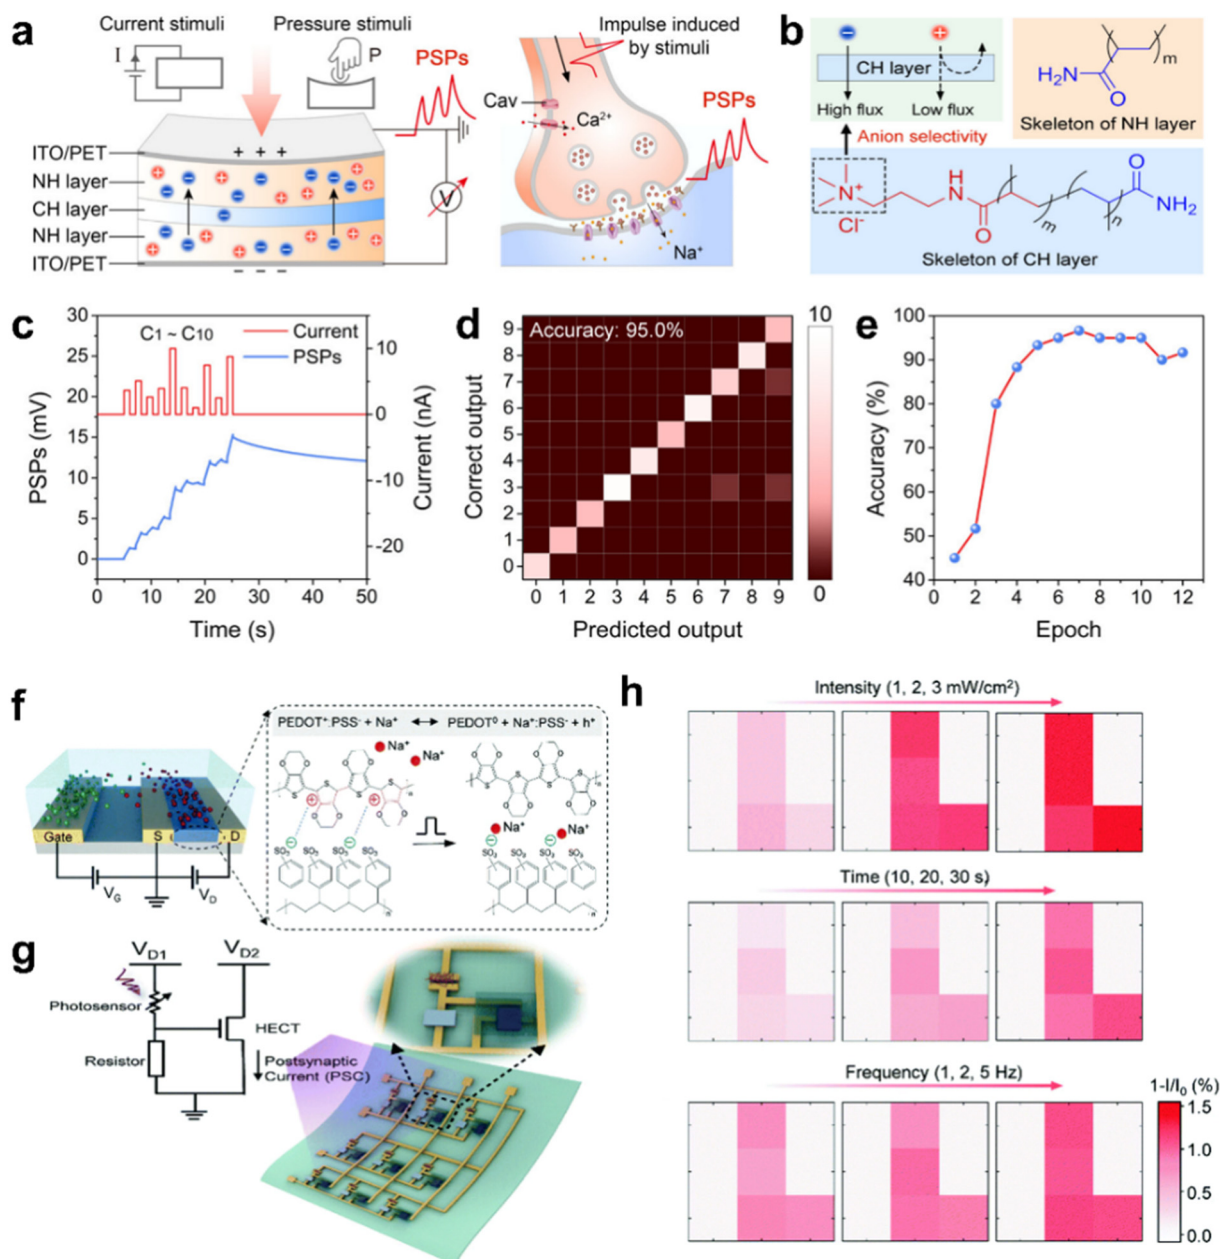 a
Current stimuli
Pressure stimuli
I
P
PSPs
ITO/PET
NH layer
CH layer
NH layer
ITO/PET
+ + +
− − −
V
Impulse induced
by stimuli
Cav
Ca²⁺
PSPs
Na⁺
b
CH layer
High flux
Low flux
Anion selectivity
H₂N
O
m
Skeleton of NH layer
N⁺
Cl⁻
H
N
O
m
n
O
NH₂
Skeleton of CH layer
c
C1 ~ C10
Current
PSPs
30
25
20
15
10
5
0
PSPs (mV)
10
0
-10
-20
Current (nA)
0 10 20 30 40 50
Time (s)
d
Accuracy: 95.0%
9
8
7
6
5
4
3
2
1
0
Correct output
0 1 2 3 4 5 6 7 8 9
Predicted output
10
0
e
100
90
80
70
60
50
40
Accuracy (%)
0 2 4 6 8 10 12
Epoch
f
Gate
S
D
V_G
V_D
PEDOT⁺:PSS⁻ + Na⁺ ↔ PEDOT⁰ + Na⁺:PSS⁻ + h⁺
Na⁺
Na⁺
Na⁺
Na⁺
g
V_D1
V_D2
Photosensor
HECT
Resistor
Postsynaptic
Current (PSC)
h
Intensity (1, 2, 3 mW/cm²)
Time (10, 20, 30 s)
Frequency (1, 2, 5 Hz)
1-I/I₀ (%)
1.5
1.0
0.5
0.0